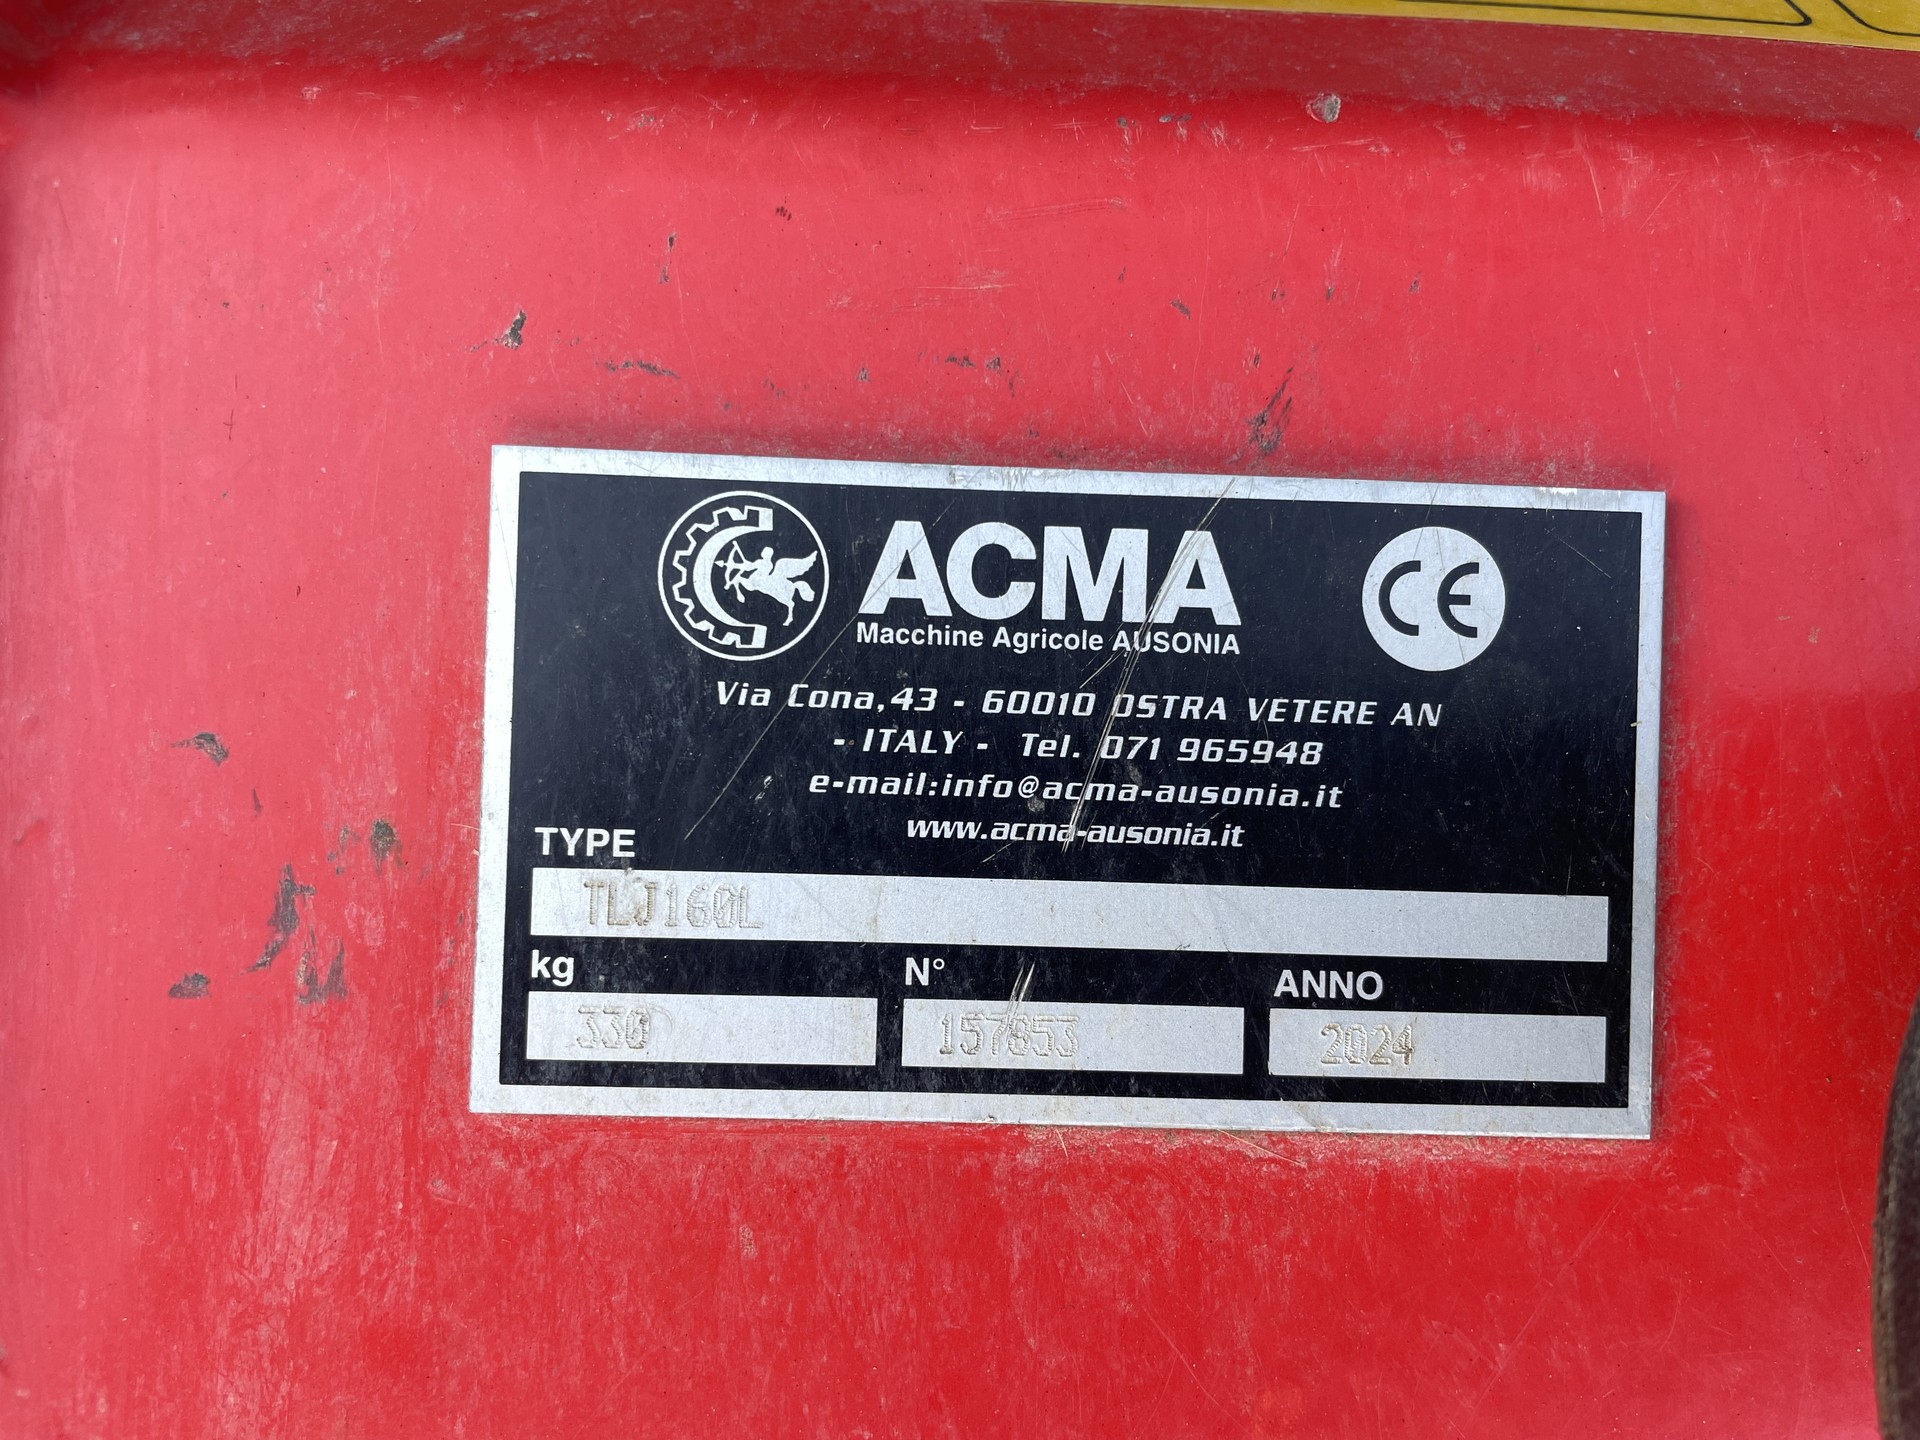 ACMA
Macchine Agricole AUSONIA
CE
Via Cona,43 - 60010 OSTRA VETERE AN
- ITALY - Tel. 071 965948
e-mail:info@acma-ausonia.it
www.acma-ausonia.it
TYPE
TLJ160L
kg N° ANNO
330 157853 2024